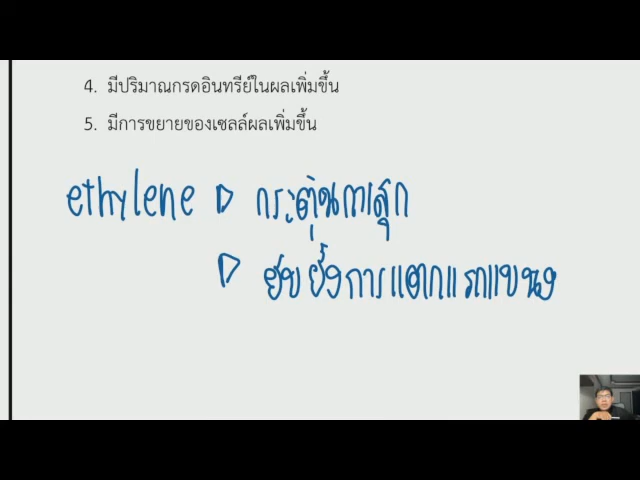 4. มีปริมาณกรดอินทรีย์ในผลเพิ่มขึ้น
5. มีการขยายของเซลล์ผลเพิ่มขึ้น
ethylene ▷ กระตุ้นการสุก
▷ ยับยั้งการแตกแรกแขนง